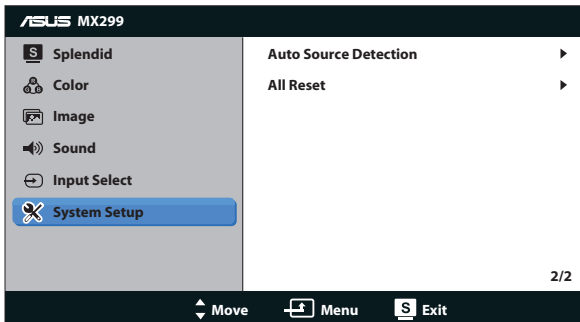 ASUS MX299
S Splendid
Color
Image
Sound
Input Select
System Setup
Auto Source Detection
All Reset
2/2
Move Menu S Exit